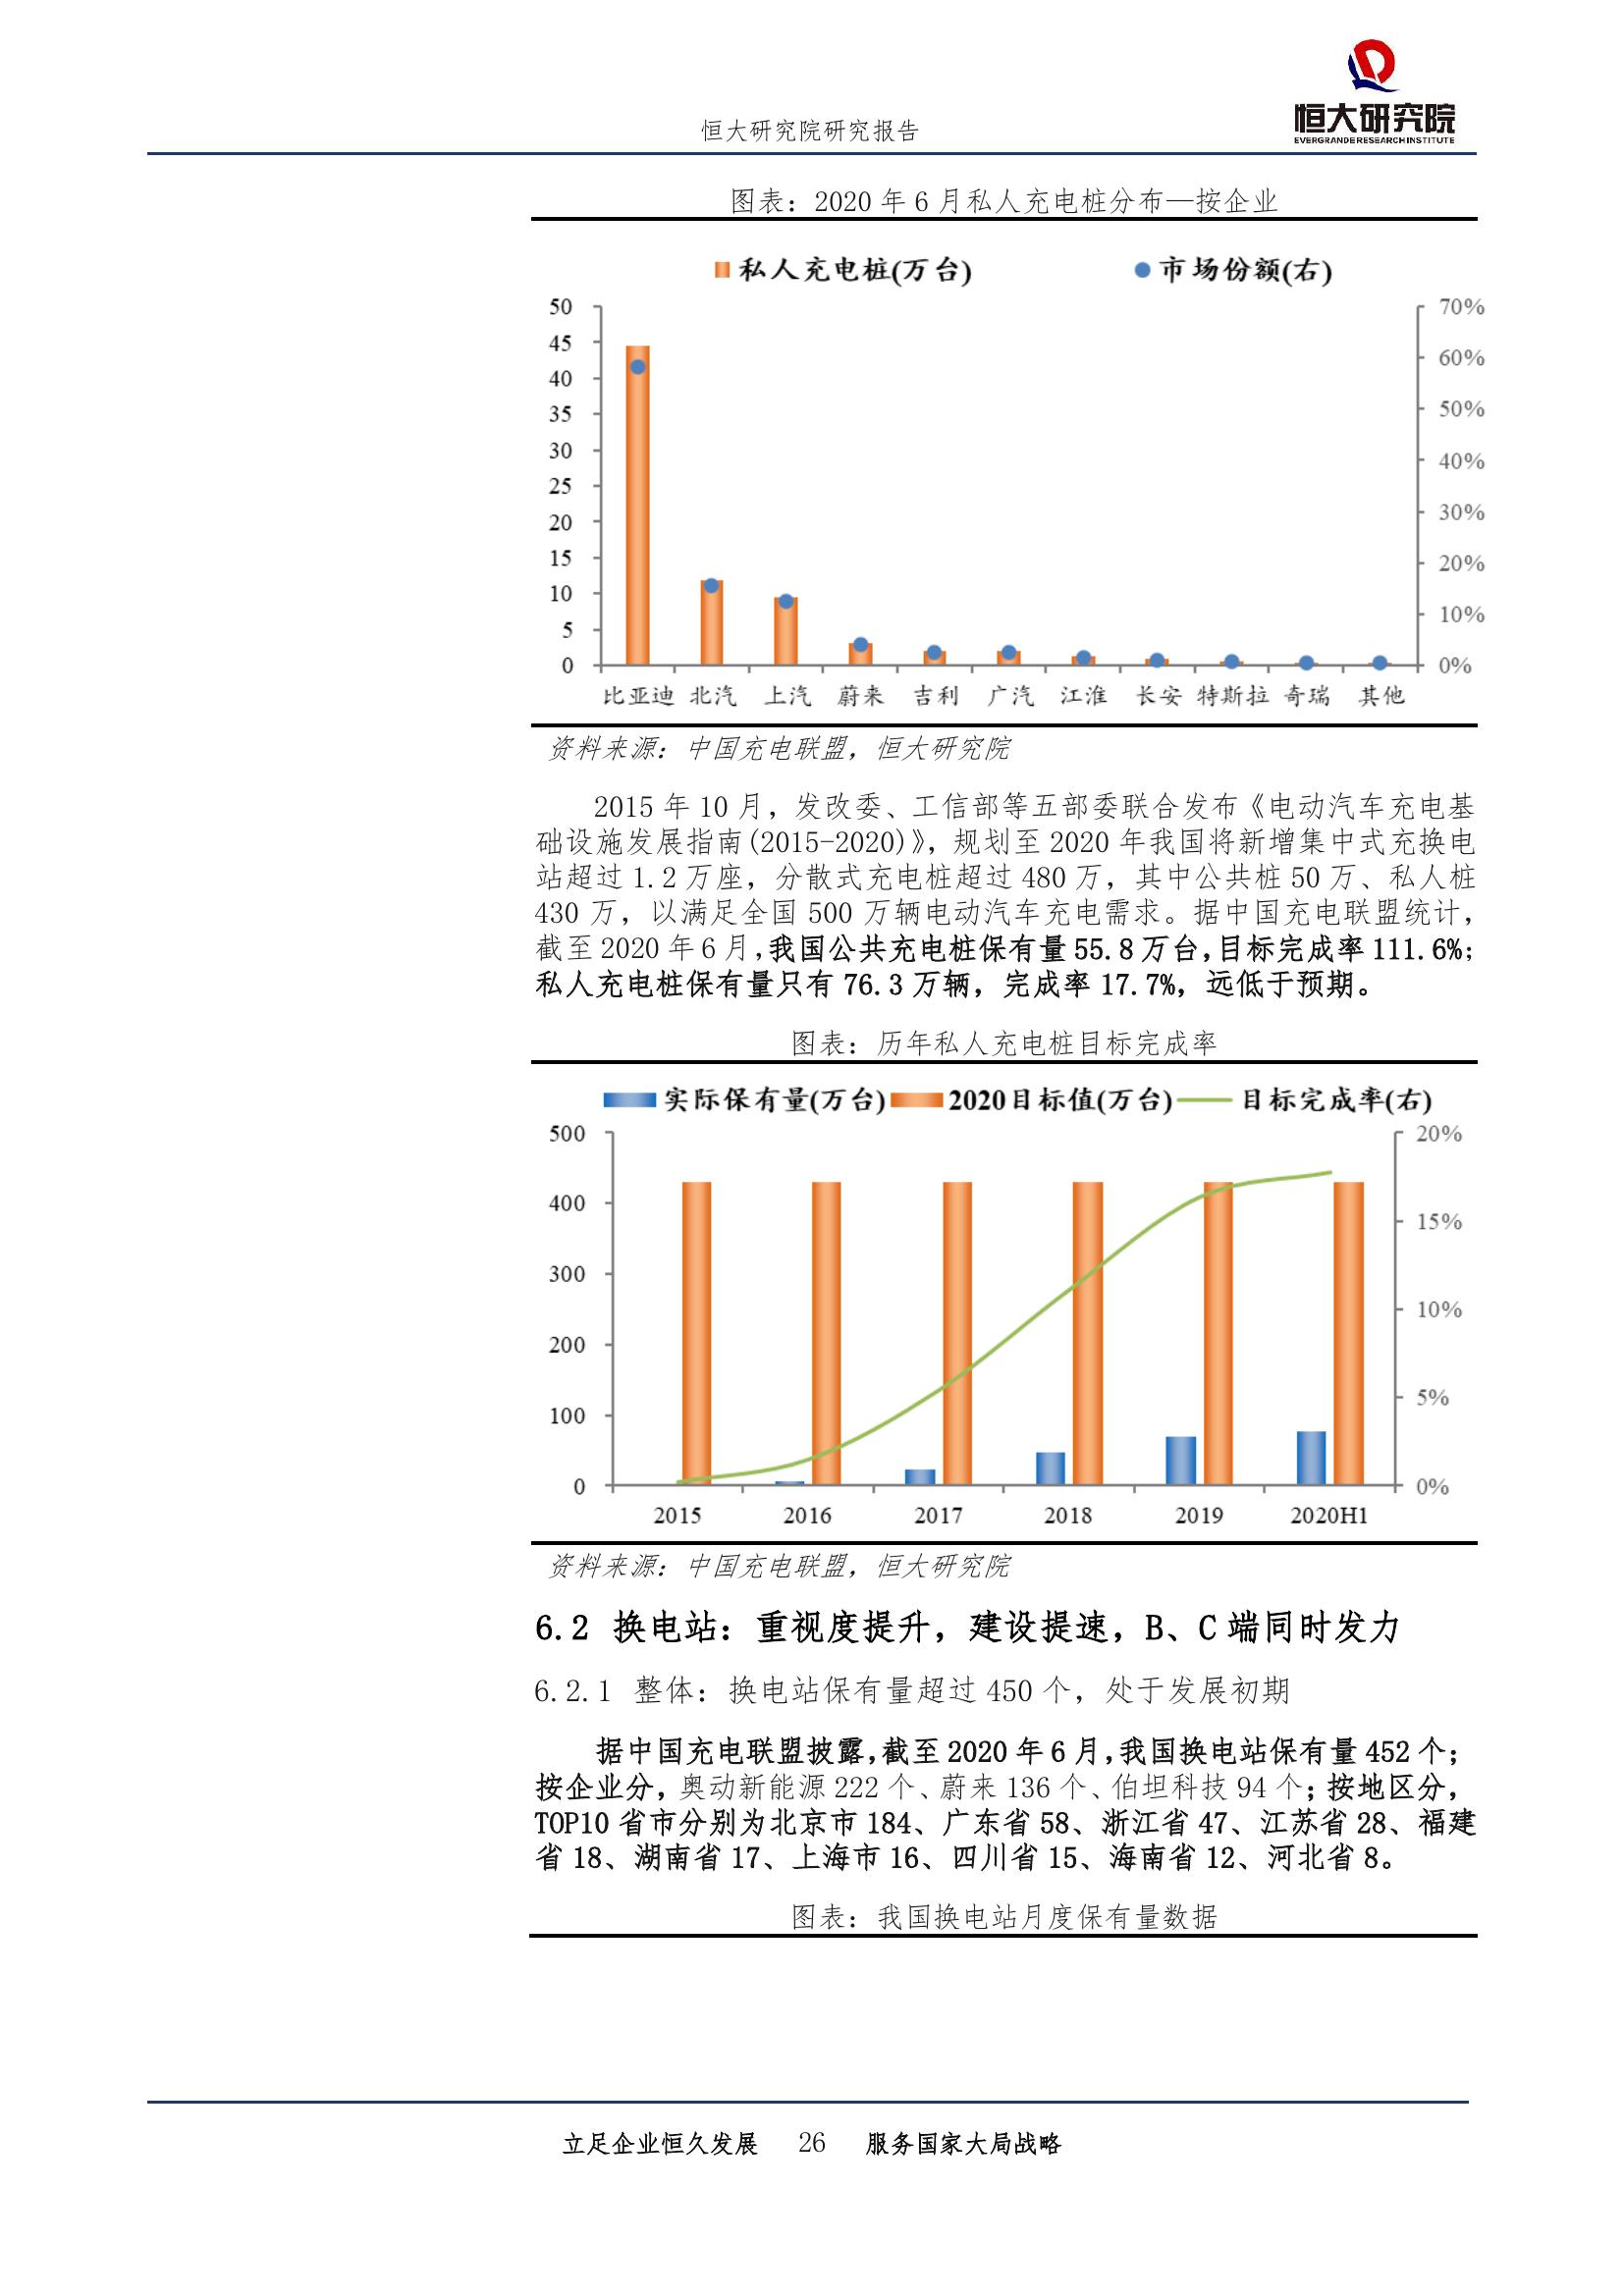 恒大研究院研究报告
恒大研究院
EVERGRANDE RESEARCH INSTITUTE
图表：2020 年 6 月私人充电桩分布—按企业
私人充电桩(万台) 市场份额(右)
50 70%
45 60%
40 50%
35 40%
30 30%
25 20%
20 10%
15 0%
10
5
0
比亚迪 北汽 上汽 蔚来 吉利 广汽 江淮 长安 特斯拉 奇瑞 其他
资料来源：中国充电联盟，恒大研究院
2015 年 10 月，发改委、工信部等五部委联合发布《电动汽车充电基
础设施发展指南(2015-2020)》，规划至 2020 年我国将新增集中式充换电
站超过 1.2 万座，分散式充电桩超过 480 万，其中公共桩 50 万、私人桩
430 万，以满足全国 500 万辆电动汽车充电需求。据中国充电联盟统计，
截至 2020 年 6 月，我国公共充电桩保有量 55.8 万台，目标完成率 111.6%；
私人充电桩保有量只有 76.3 万辆，完成率 17.7%，远低于预期。
图表：历年私人充电桩目标完成率
实际保有量(万台) 2020目标值(万台) 目标完成率(右)
500 20%
400 15%
300 10%
200 5%
100 0%
0
2015 2016 2017 2018 2019 2020H1
资料来源：中国充电联盟，恒大研究院
6.2 换电站：重视度提升，建设提速，B、C 端同时发力
6.2.1 整体：换电站保有量超过 450 个，处于发展初期
据中国充电联盟披露，截至 2020 年 6 月，我国换电站保有量 452 个；
按企业分，奥动新能源 222 个、蔚来 136 个、伯坦科技 94 个；按地区分，
TOP10 省市分别为北京市 184、广东省 58、浙江省 47、江苏省 28、福建
省 18、湖南省 17、上海市 16、四川省 15、海南省 12、河北省 8。
图表：我国换电站月度保有量数据
立足企业恒久发展 26 服务国家大局战略